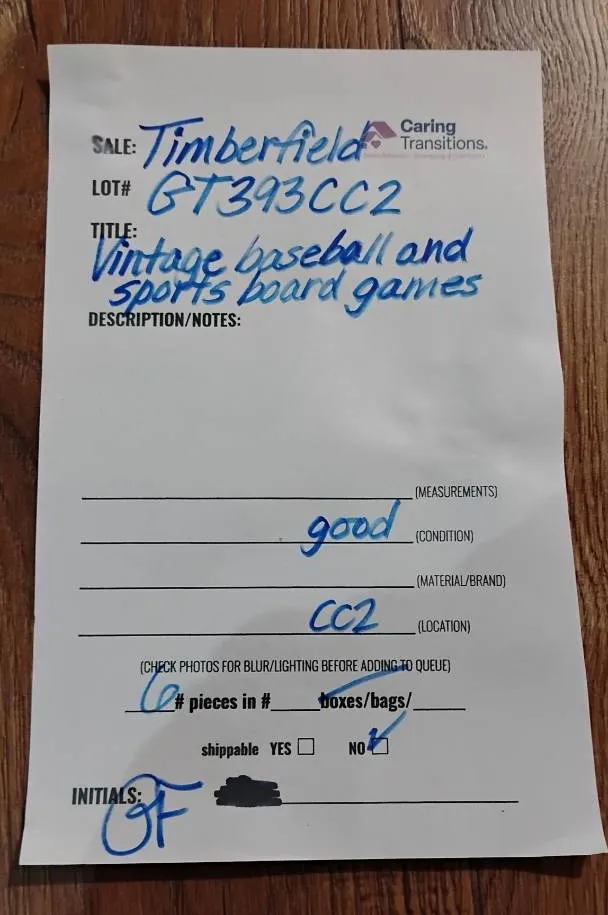 SALE: Timberfield Caring Transitions®
LOT# GT393CC2
TITLE:
Vintage baseball and
sports board games
DESCRIPTION/NOTES:
(MEASUREMENTS)
good (CONDITION)
(MATERIAL/BRAND)
CC2 (LOCATION)
(CHECK PHOTOS FOR BLUR/LIGHTING BEFORE ADDING TO QUEUE)
6 # pieces in #_____boxes/bags/_____
shippable YES ☐ NO ☑
INITIALS: GF